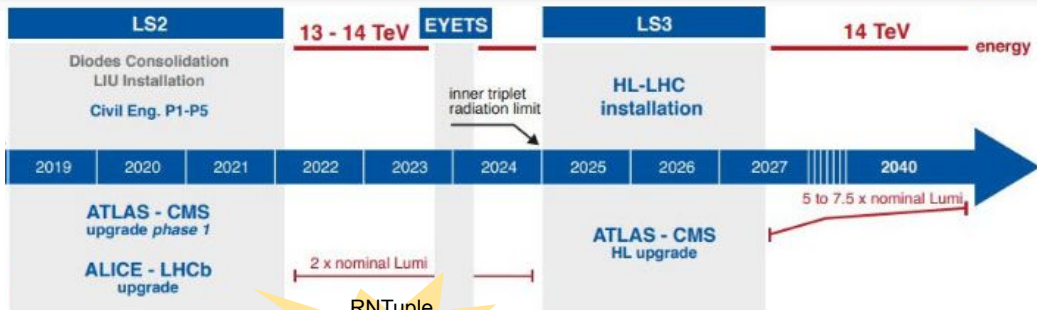 LS2
13 - 14 TeV
EYETS
LS3
14 TeV
energy
Diodes Consolidation
LIU Installation
Civil Eng. P1-P5
inner triplet
radiation limit
HL-LHC
installation
2019
2020
2021
2022
2023
2024
2025
2026
2027
2040
5 to 7.5 x nominal Lumi
ATLAS - CMS
upgrade phase 1
ALICE - LHCb
upgrade
2 x nominal Lumi
ATLAS - CMS
HL upgrade
RNTuple